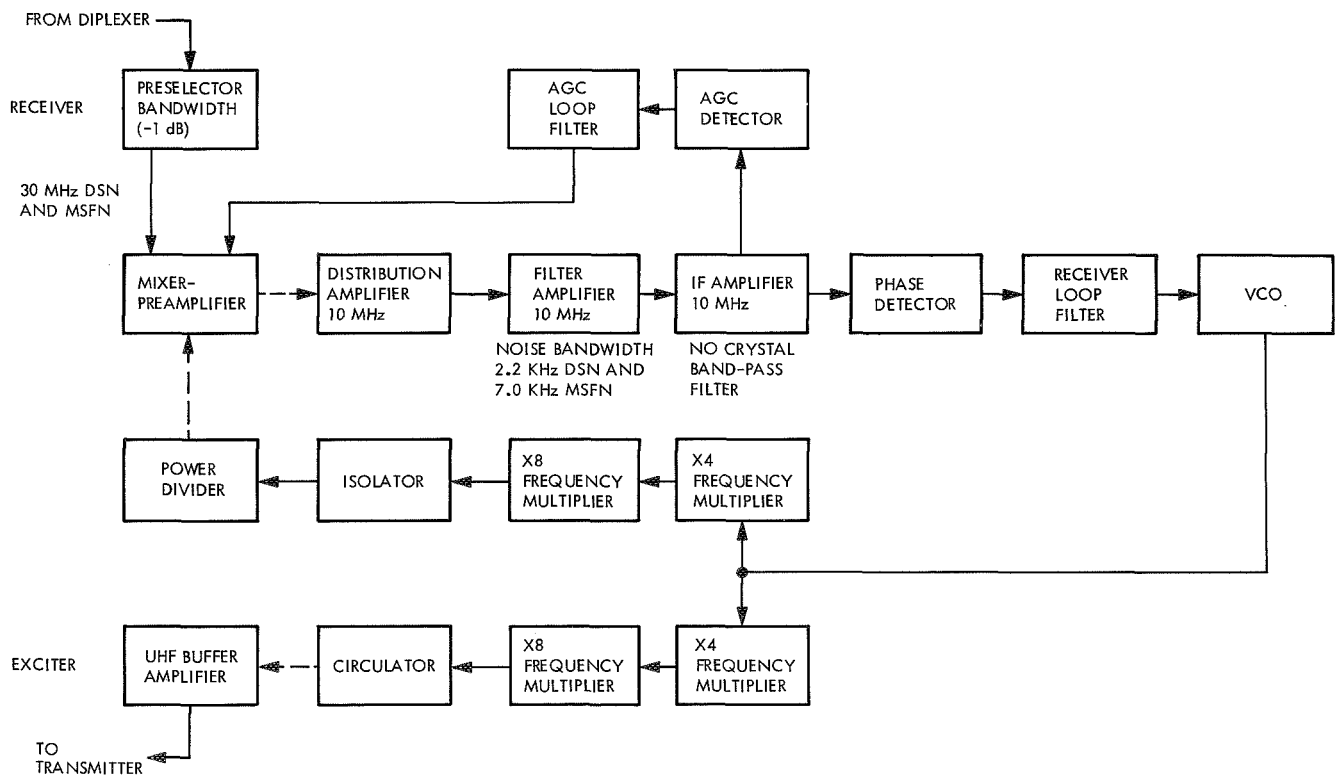 FROM DIPLEXER
RECEIVER
PRESELECTOR
BANDWIDTH
(-1 dB)
AGC
LOOP
FILTER
AGC
DETECTOR
30 MHz DSN
AND MSFN
MIXER-
PREAMPLIFIER
DISTRIBUTION
AMPLIFIER
10 MHz
FILTER
AMPLIFIER
10 MHz
IF AMPLIFIER
10 MHz
PHASE
DETECTOR
RECEIVER
LOOP
FILTER
VCO
NOISE BANDWIDTH
2.2 KHz DSN AND
7.0 KHz MSFN
NO CRYSTAL
BAND-PASS
FILTER
POWER
DIVIDER
ISOLATOR
X8
FREQUENCY
MULTIPLIER
X4
FREQUENCY
MULTIPLIER
EXCITER
UHF BUFFER
AMPLIFIER
CIRCULATOR
X8
FREQUENCY
MULTIPLIER
X4
FREQUENCY
MULTIPLIER
TO
TRANSMITTER